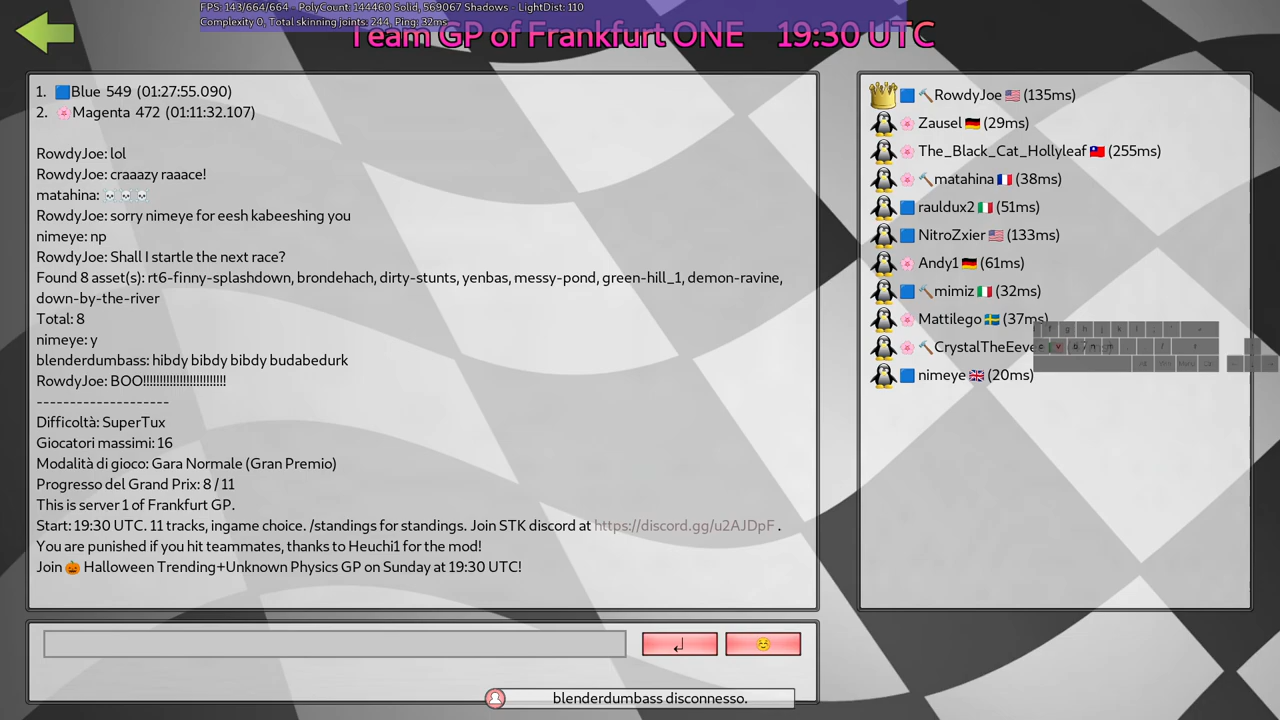 FPS: 143/664/664 - PolyCount: 144460 Solid, 569067 Shadows - LightDist: 110
Complexity 0, Total skinning joints: 244, Ping: 32ms
Team GP of Frankfurt ONE 19:30 UTC
1. Blue 549 (01:27:55.090)
2. 🌸Magenta 472 (01:11:32.107)
RowdyJoe: lol
RowdyJoe: craaazy raaace!
matahina: ☠☠☠
RowdyJoe: sorry nimeye for eesh kabeeshing you
nimeye: np
RowdyJoe: Shall I startle the next race?
Found 8 asset(s): rt6-finny-splashdown, brondehach, dirty-stunts, yenbas, messy-pond, green-hill_1, demon-ravine,
down-by-the-river
Total: 8
nimeye: y
blenderdumbass: hibdy bibdy bibdy budabedurk
RowdyJoe: BOO!!!!!!!!!!!!!!!!!!!!!!!!!
--------------------
Difficoltà: SuperTux
Giocatori massimi: 16
Modalità di gioco: Gara Normale (Gran Premio)
Progresso del Grand Prix: 8 / 11
This is server 1 of Frankfurt GP.
Start: 19:30 UTC. 11 tracks, ingame choice. /standings for standings. Join STK discord at https://discord.gg/u2AJDpF .
You are punished if you hit teammates, thanks to Heuchi1 for the mod!
Join 🎃 Halloween Trending+Unknown Physics GP on Sunday at 19:30 UTC!
RowdyJoe (135ms)
Zausel (29ms)
The_Black_Cat_Hollyleaf (255ms)
matahina (38ms)
rauldux2 (51ms)
NitroZxier (133ms)
Andy1 (61ms)
mimiz (32ms)
Mattilego (37ms)
nimeye (20ms)
blenderdumbass disconnesso.